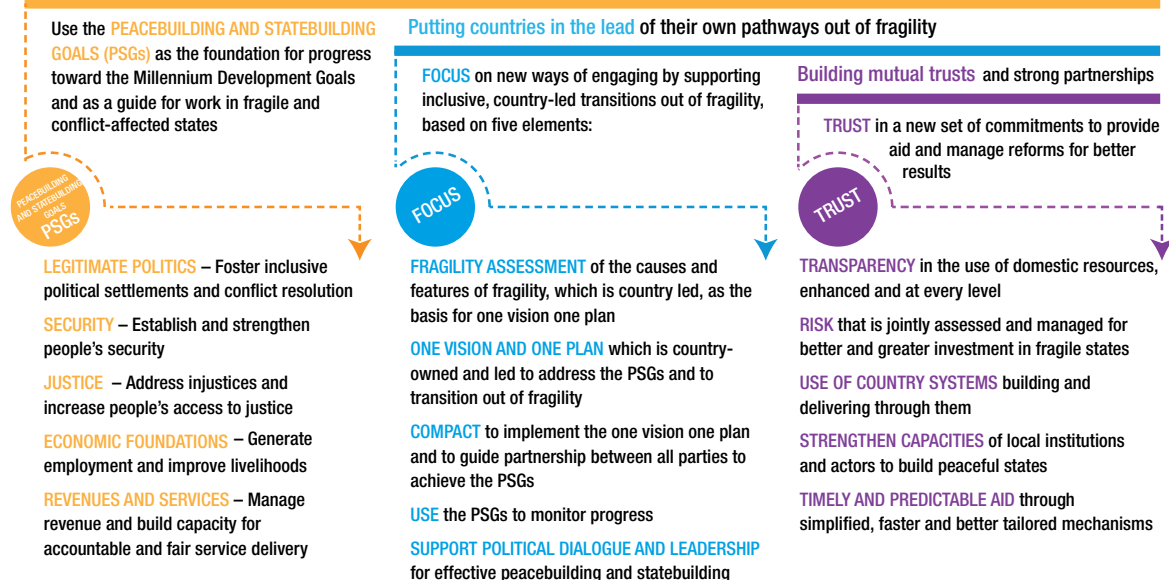 Use the PEACEBUILDING AND STATEBUILDING
GOALS (PSGs) as the foundation for progress
toward the Millennium Development Goals
and as a guide for work in fragile and
conflict-affected states
PEACEBUILDING
AND STATEBUILDING
GOALS
PSGs
LEGITIMATE POLITICS – Foster inclusive
political settlements and conflict resolution
SECURITY – Establish and strengthen
people's security
JUSTICE – Address injustices and
increase people's access to justice
ECONOMIC FOUNDATIONS – Generate
employment and improve livelihoods
REVENUES AND SERVICES – Manage
revenue and build capacity for
accountable and fair service delivery
Putting countries in the lead of their own pathways out of fragility
FOCUS on new ways of engaging by supporting
inclusive, country-led transitions out of fragility,
based on five elements:
FOCUS
FRAGILITY ASSESSMENT of the causes and
features of fragility, which is country led, as the
basis for one vision one plan
ONE VISION AND ONE PLAN which is country-
owned and led to address the PSGs and to
transition out of fragility
COMPACT to implement the one vision one plan
and to guide partnership between all parties to
achieve the PSGs
USE the PSGs to monitor progress
SUPPORT POLITICAL DIALOGUE AND LEADERSHIP
for effective peacebuilding and statebuilding
Building mutual trusts and strong partnerships
TRUST in a new set of commitments to provide
aid and manage reforms for better
results
TRUST
TRANSPARENCY in the use of domestic resources,
enhanced and at every level
RISK that is jointly assessed and managed for
better and greater investment in fragile states
USE OF COUNTRY SYSTEMS building and
delivering through them
STRENGTHEN CAPACITIES of local institutions
and actors to build peaceful states
TIMELY AND PREDICTABLE AID through
simplified, faster and better tailored mechanisms